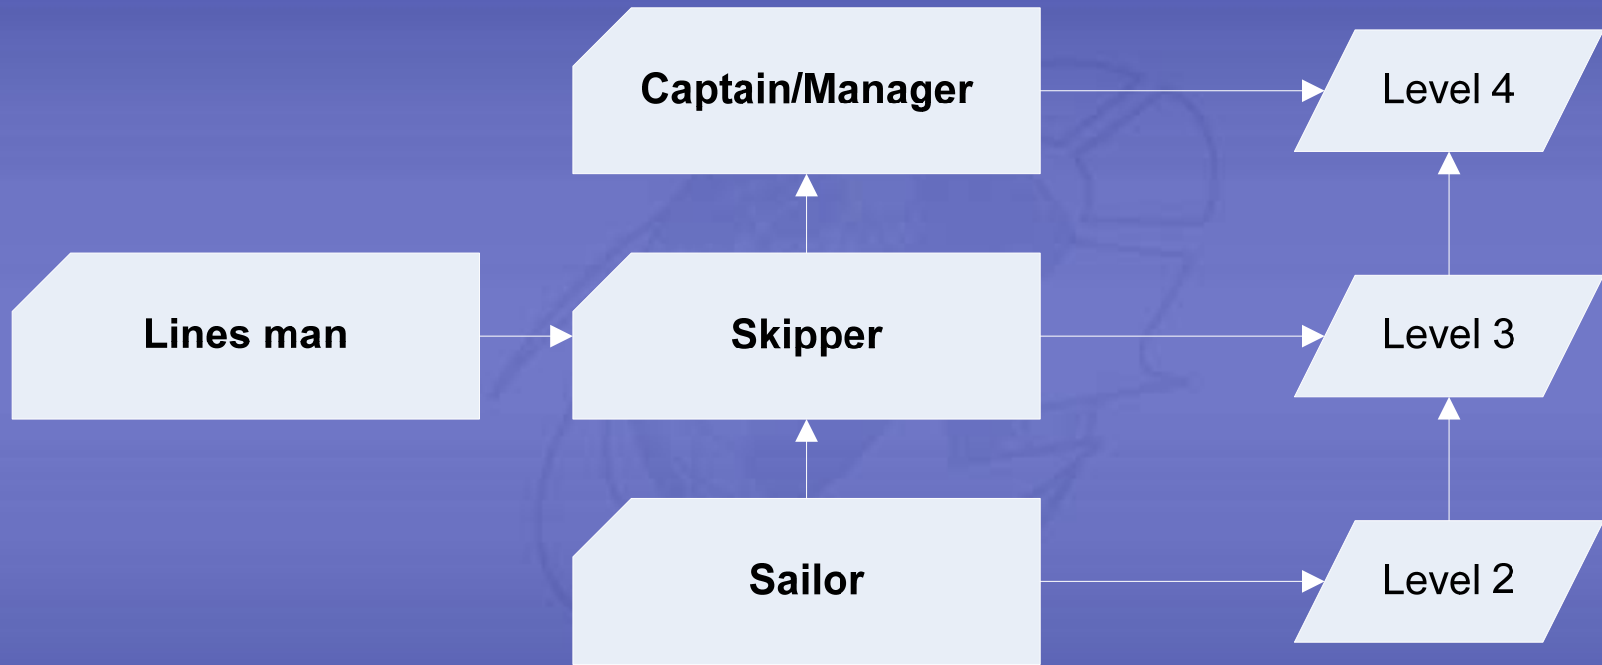 Captain/Manager
Level 4
Lines man
Skipper
Level 3
Sailor
Level 2